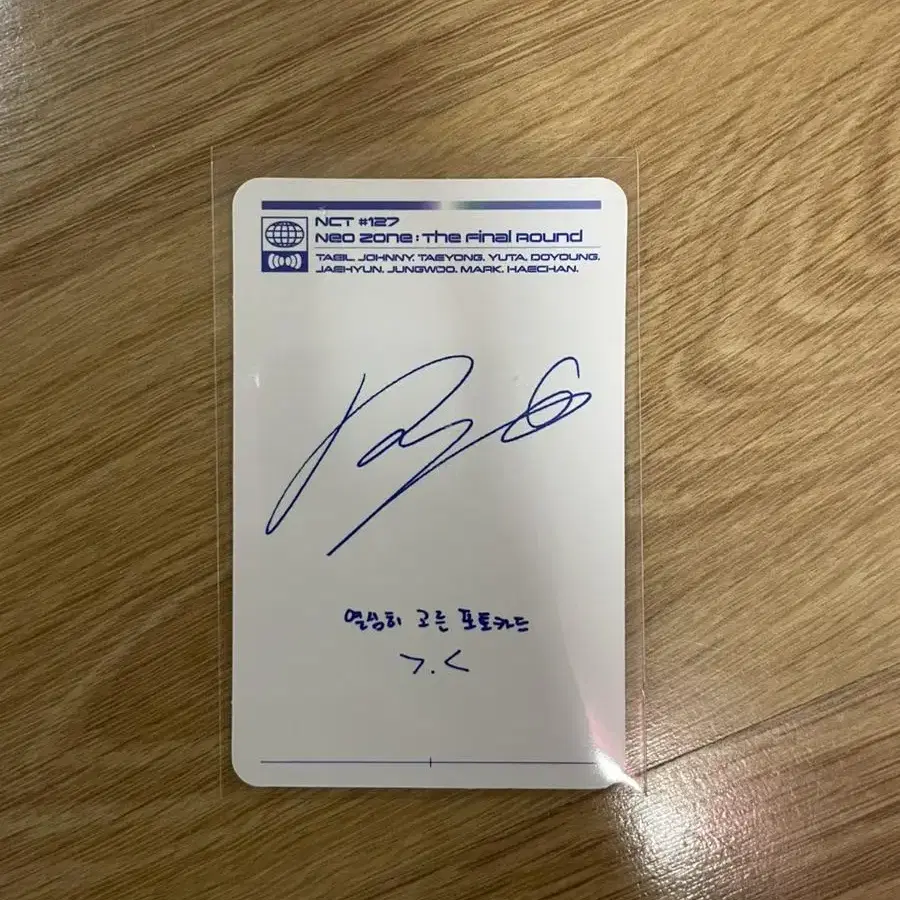 NCT #127
Neo Zone : The Final Round
TAEIL. JOHNNY. TAEYONG. YUTA. DOYOUNG.
JAEHYUN. JUNGWOO. MARK. HAECHAN.
열심히 고른 포토카드
>.<